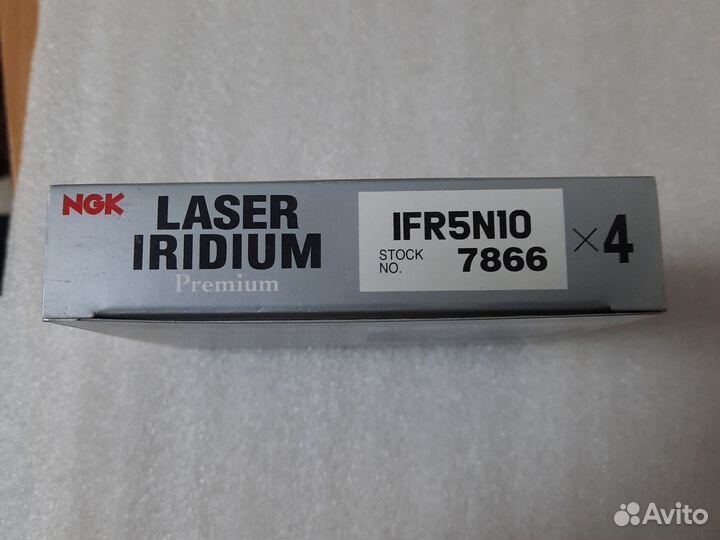 NGK
LASER
IRIDIUM
Premium
IFR5N10
STOCK
NO.
7866
×4
Avito